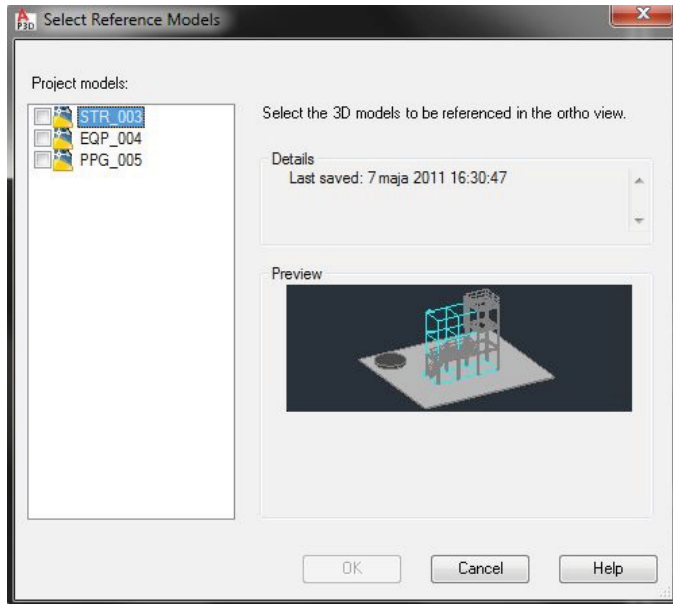 A
P3D
Select Reference Models
Project models:
STR_003
EQP_004
PPG_005
Select the 3D models to be referenced in the ortho view.
Details
Last saved: 7 maja 2011 16:30:47
Preview
OK
Cancel
Help